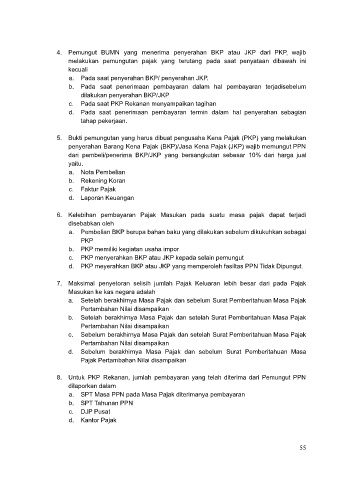 4. Pemungut BUMN yang menerima penyerahan BKP atau JKP dari PKP, wajib
melakukan pemungutan pajak yang terutang pada saat penyataan dibawah ini
kecuali
a. Pada saat penyerahan BKP/ penyerahan JKP.
b. Pada saat penerimaan pembayaran dalam hal pembayaran terjadisebelum
dilakukan penyerahan BKP/JKP
c. Pada saat PKP Rekanan menyampaikan tagihan
d. Pada saat penerimaan pembayaran termin dalam hal penyerahan sebagian
tahap pekerjaan.
5. Bukti pemungutan yang harus dibuat pengusaha Kena Pajak (PKP) yang melakukan
penyerahan Barang Kena Pajak (BKP)/Jasa Kena Pajak (JKP) wajib memungut PPN
dan pembeli/penerima BKP/JKP yang bersangkutan sebesar 10% dari harga jual
yaitu.
a. Nota Pembelian
b. Rekening Koran
c. Faktur Pajak
d. Laporan Keuangan
6. Kelebihan pembayaran Pajak Masukan pada suatu masa pajak dapat terjadi
disebabkan oleh
a. Pembelian BKP berupa bahan baku yang dilakukan sebelum dikukuhkan sebagai
PKP
b. PKP memiliki kegiatan usaha impor
c. PKP menyerahkan BKP atau JKP kepada selain pemungut
d. PKP meyerahkan BKP atau JKP yang memperoleh fasiltas PPN Tidak Dipungut.
7. Maksimal penyetoran selisih jumlah Pajak Keluaran lebih besar dari pada Pajak
Masukan ke kas negara adalah
a. Setelah berakhirnya Masa Pajak dan sebelum Surat Pemberitahuan Masa Pajak
Pertambahan Nilai disampaikan
b. Setelah berakhirnya Masa Pajak dan setelah Surat Pemberitahuan Masa Pajak
Pertambahan Nilai disampaikan
c. Sebelum berakhirnya Masa Pajak dan setelah Surat Pemberitahuan Masa Pajak
Pertambahan Nilai disampaikan
d. Sebelum berakhirnya Masa Pajak dan sebelum Surat Pemberitahuan Masa
Pajak Pertambahan Nilai disampaikan
8. Untuk PKP Rekanan, jumlah pembayaran yang telah diterima dari Pemungut PPN
dilaporkan dalam
a. SPT Masa PPN pada Masa Pajak diterimanya pembayaran
b. SPT Tahunan PPN
c. DJP Pusat
d. Kantor Pajak
55